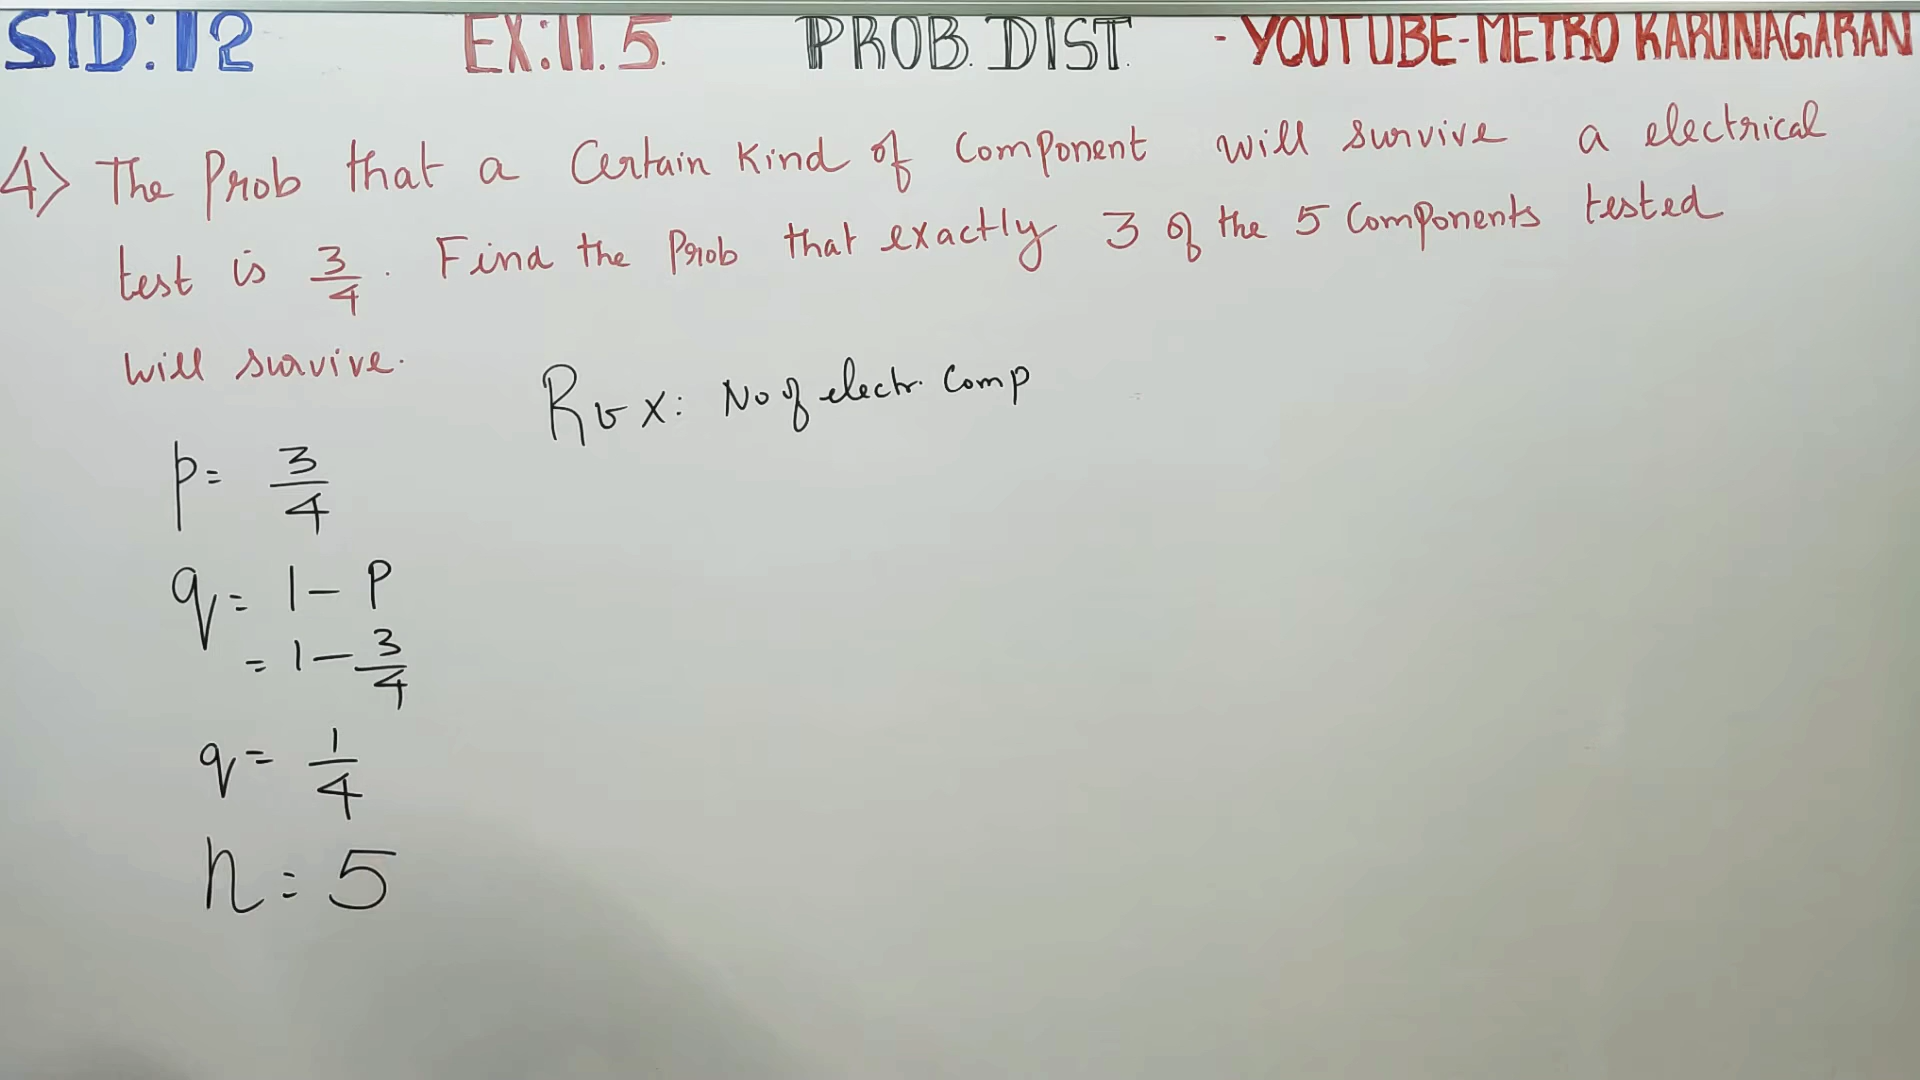 STD:12 EX:11.5. PROB. DIST. - YOUTUBE-METRO KARUNAGARAN
4) The Prob that a Certain Kind of Component will survive a electrical
test is 3/4. Find the Prob that exactly 3 of the 5 Components tested
will survive.
Rv X: No of electr. Comp
p = 3/4
q = 1 - P
= 1 - 3/4
q = 1/4
n = 5